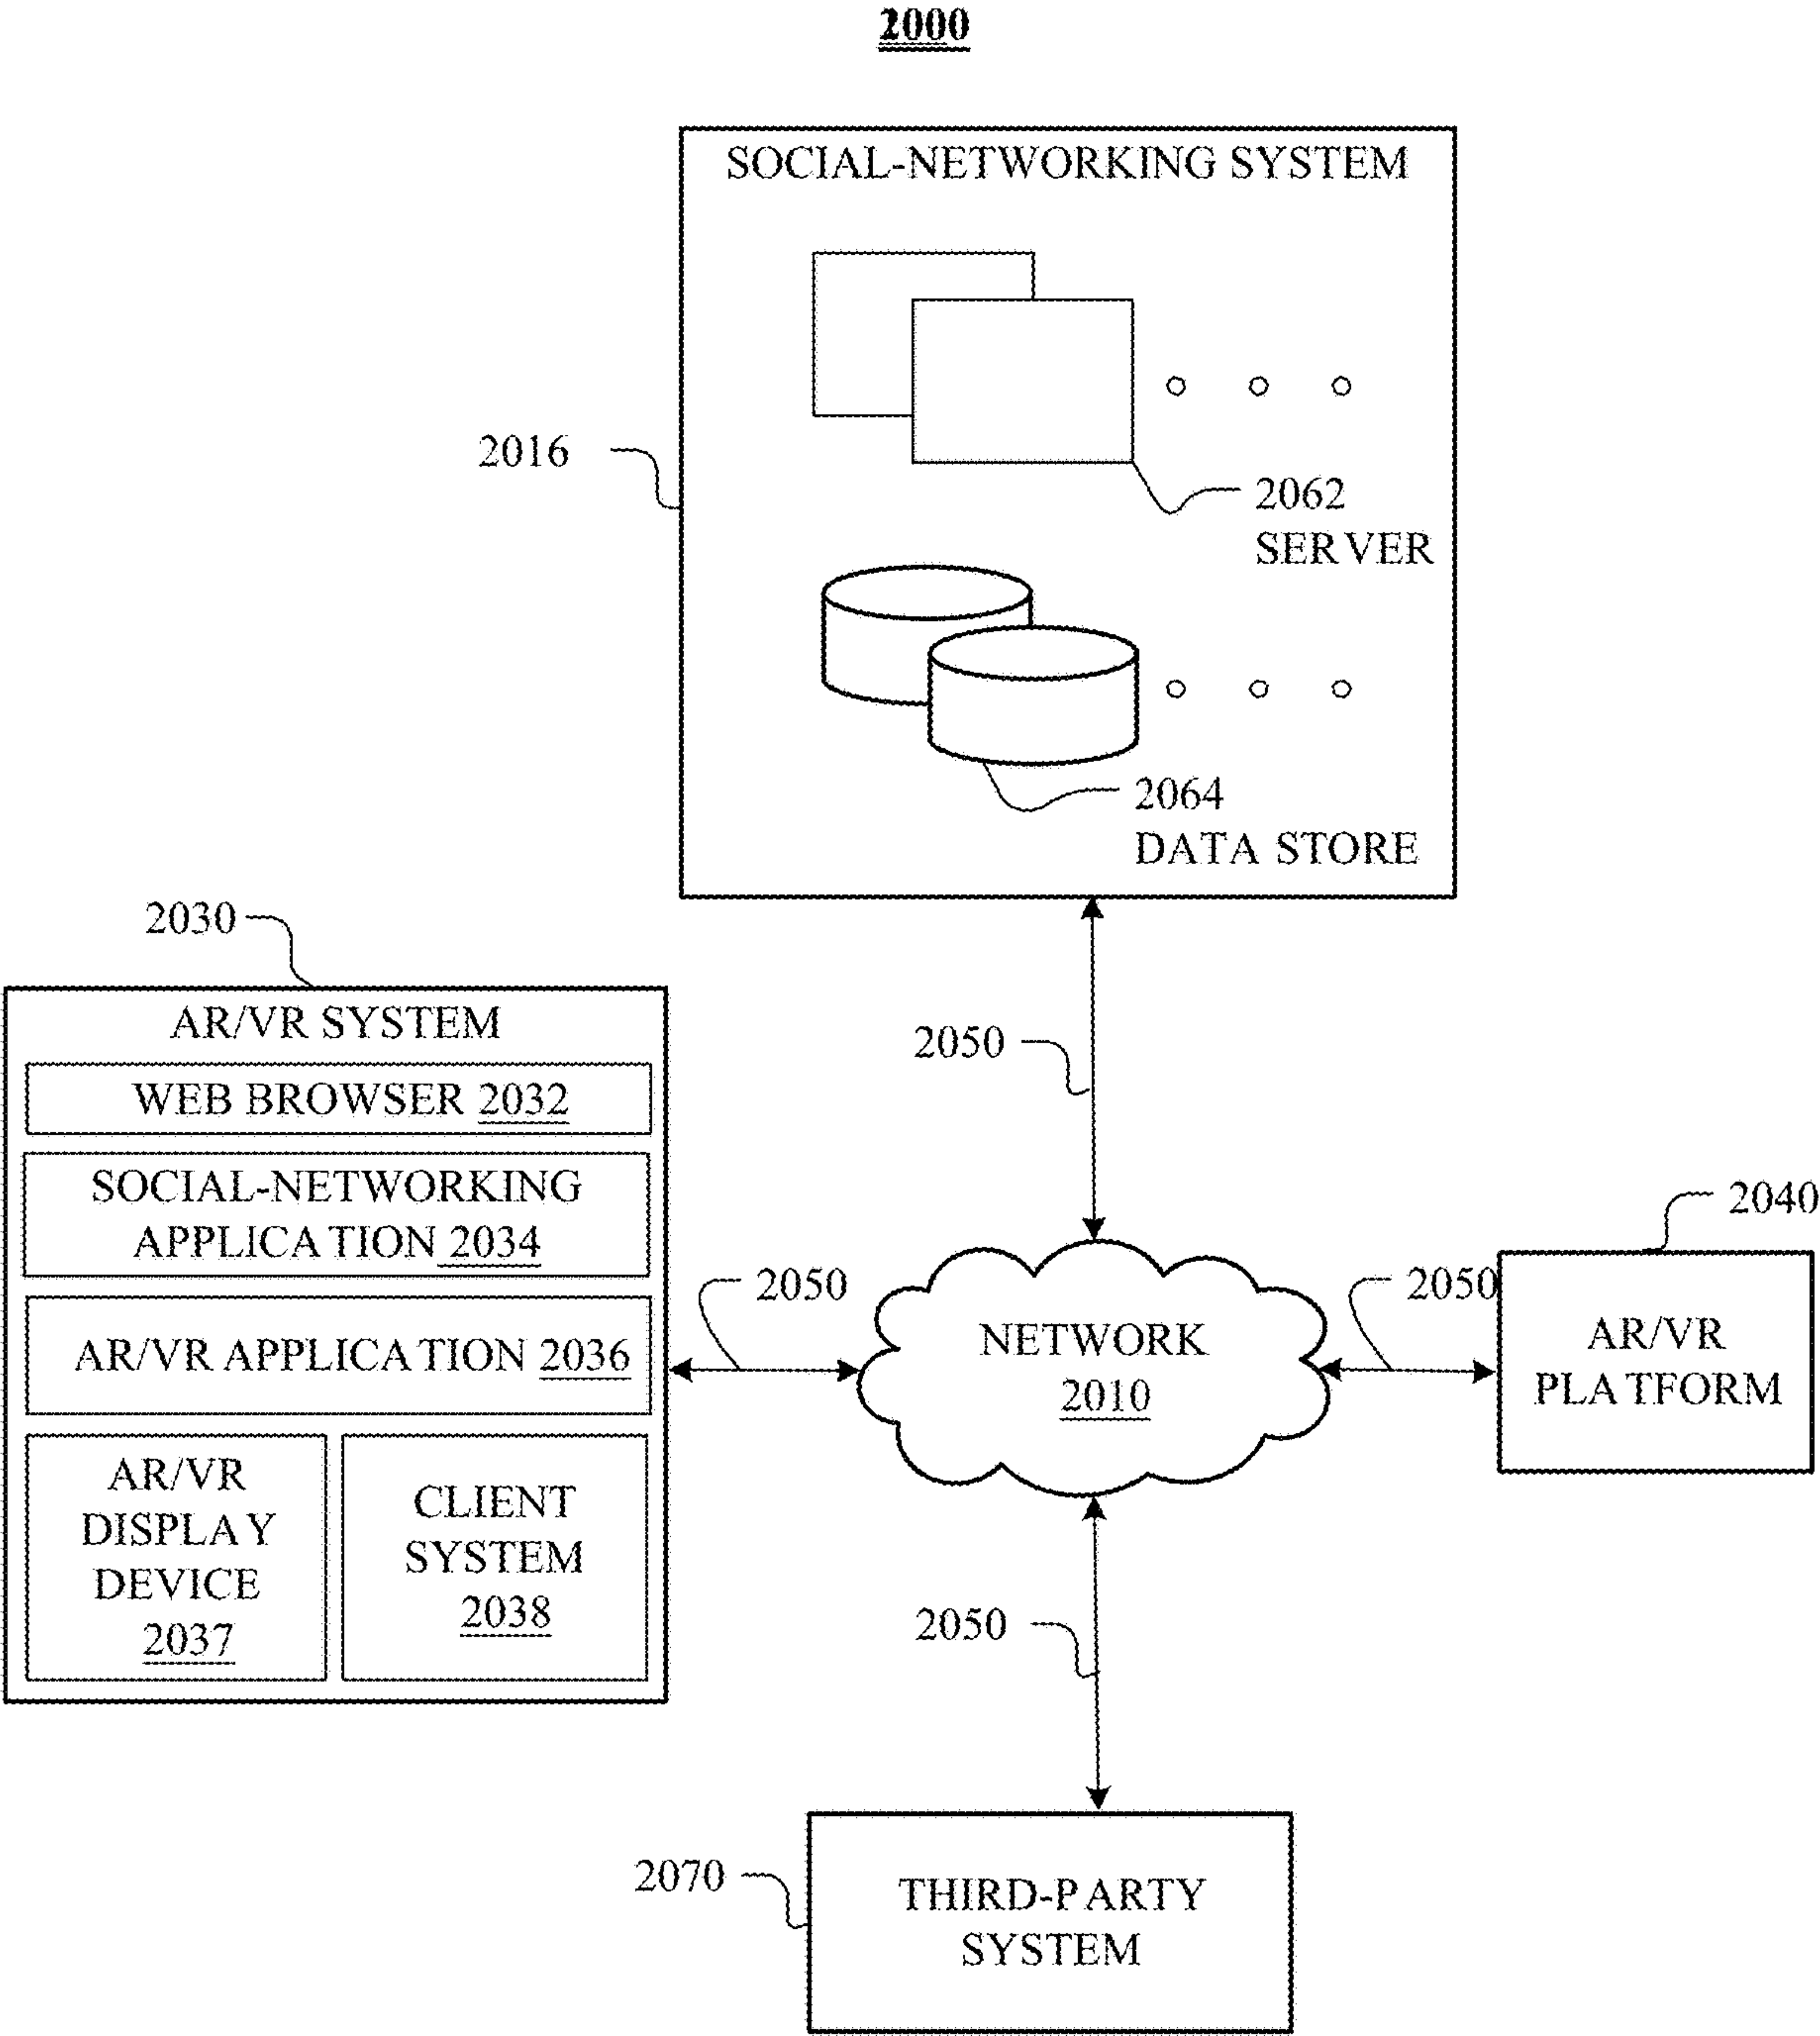 2000
SOCIAL-NETWORKING SYSTEM
2016
2062
SERVER
2064
DATA STORE
2030
AR/VR SYSTEM
WEB BROWSER 2032
SOCIAL-NETWORKING
APPLICATION 2034
AR/VR APPLICATION 2036
AR/VR
DISPLAY
DEVICE
2037
CLIENT
SYSTEM
2038
2050
2050
NETWORK
2010
2050
2040
AR/VR
PLATFORM
2050
2070
THIRD-PARTY
SYSTEM